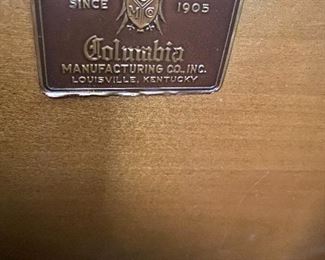 SINCE 1905
Columbia
MANUFACTURING CO., INC.
LOUISVILLE, KENTUCKY